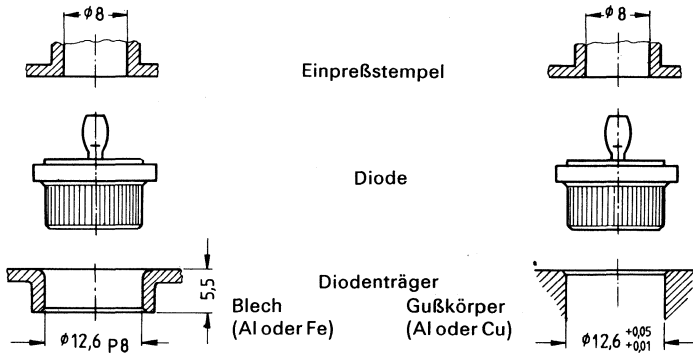 ϕ8
ϕ8
Einpreßstempel
Diode
Diodenträger
5,5
Blech
(Al oder Fe)
Gußkörper
(Al oder Cu)
ϕ12,6 P8
ϕ12,6 +0,05
+0,01